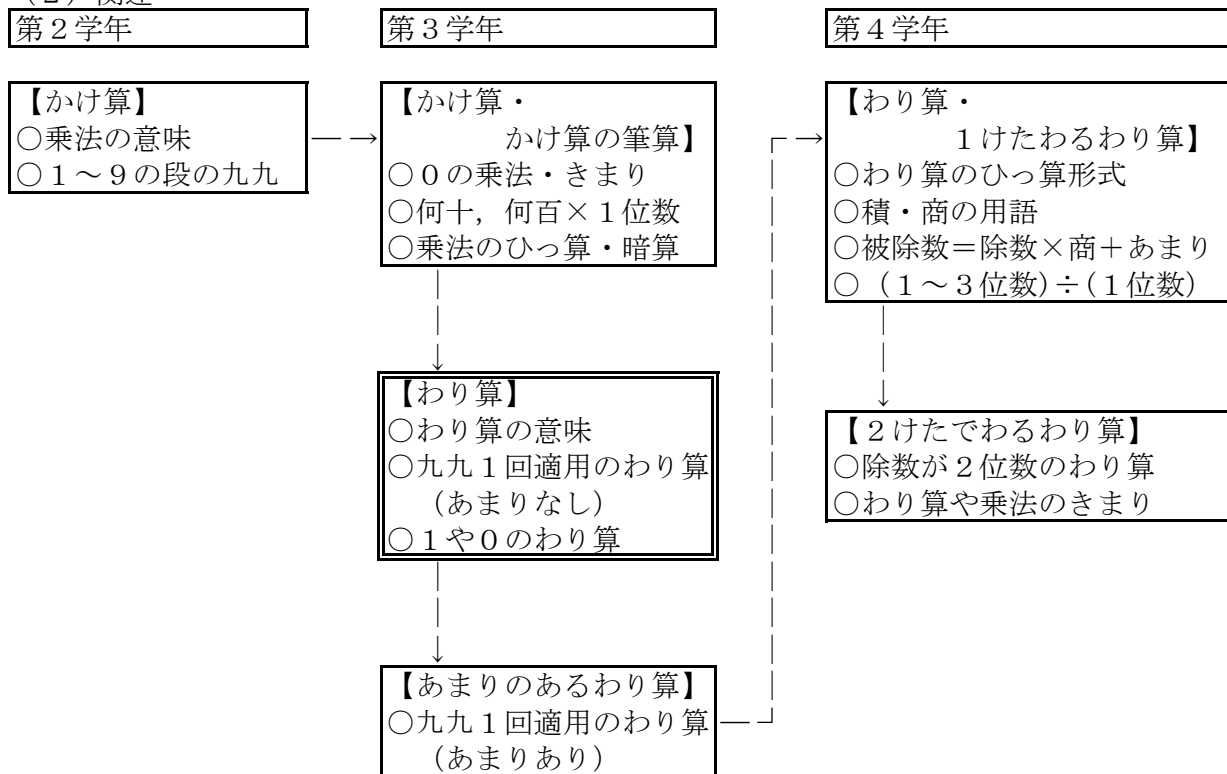 （２）関連
第２学年
第３学年
第４学年
【かけ算】
○乗法の意味
○１～９の段の九九
【かけ算・
かけ算の筆算】
○０の乗法・きまり
○何十，何百×１位数
○乗法のひっ算・暗算
【わり算】
○わり算の意味
○九九１回適用のわり算
（あまりなし）
○１や０のわり算
【あまりのあるわり算】
○九九１回適用のわり算
（あまりあり）
【わり算・
１けたわるわり算】
○わり算のひっ算形式
○積・商の用語
○被除数＝除数×商＋あまり
○（１～３位数）÷（１位数）
【２けたでわるわり算】
○除数が２位数のわり算
○わり算や乗法のきまり